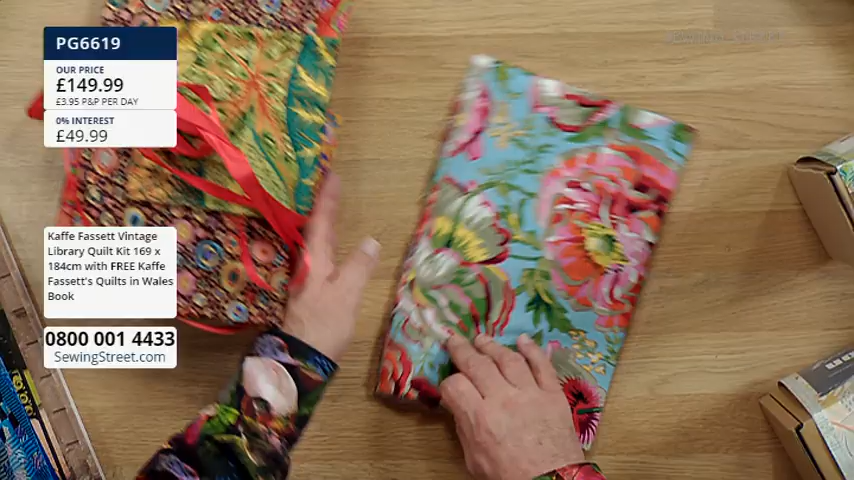 PG6619
OUR PRICE
£149.99
£3.95 P&P PER DAY
0% INTEREST
£49.99
Kaffe Fassett Vintage
Library Quilt Kit 169 x
184cm with FREE Kaffe
Fassett's Quilts in Wales
Book
0800 001 4433
SewingStreet.com